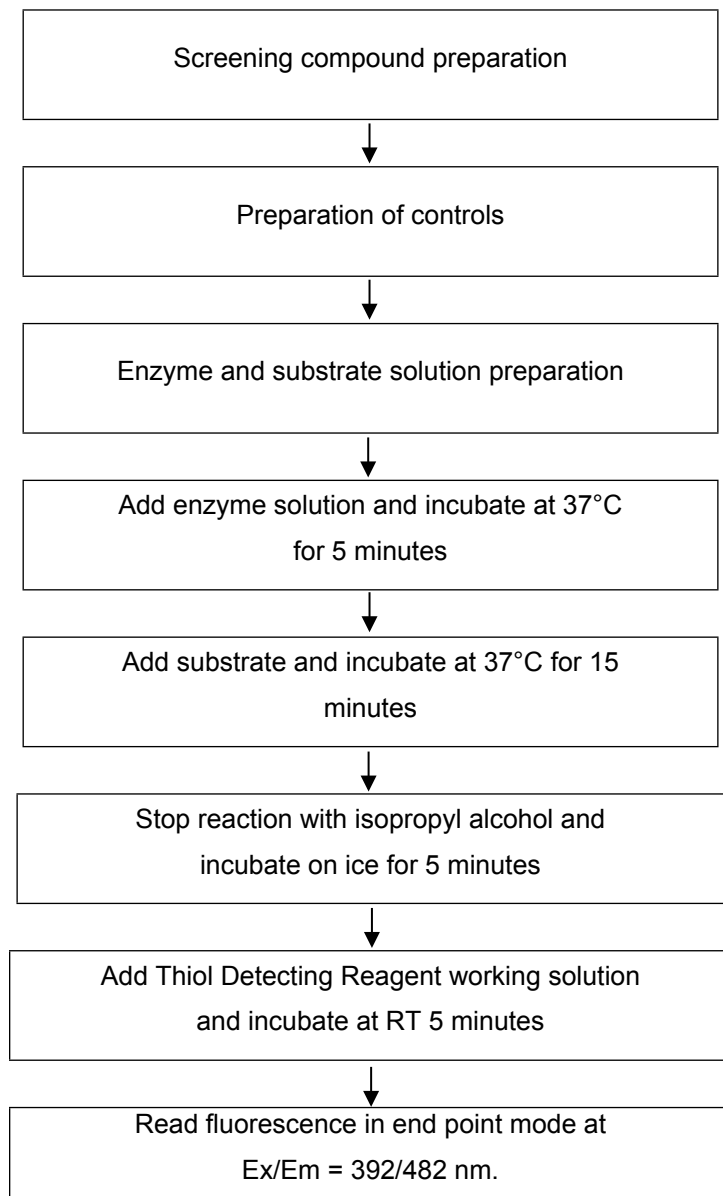 Screening compound preparation
Preparation of controls
Enzyme and substrate solution preparation
Add enzyme solution and incubate at 37°C
for 5 minutes
Add substrate and incubate at 37°C for 15
minutes
Stop reaction with isopropyl alcohol and
incubate on ice for 5 minutes
Add Thiol Detecting Reagent working solution
and incubate at RT 5 minutes
Read fluorescence in end point mode at
Ex/Em = 392/482 nm.